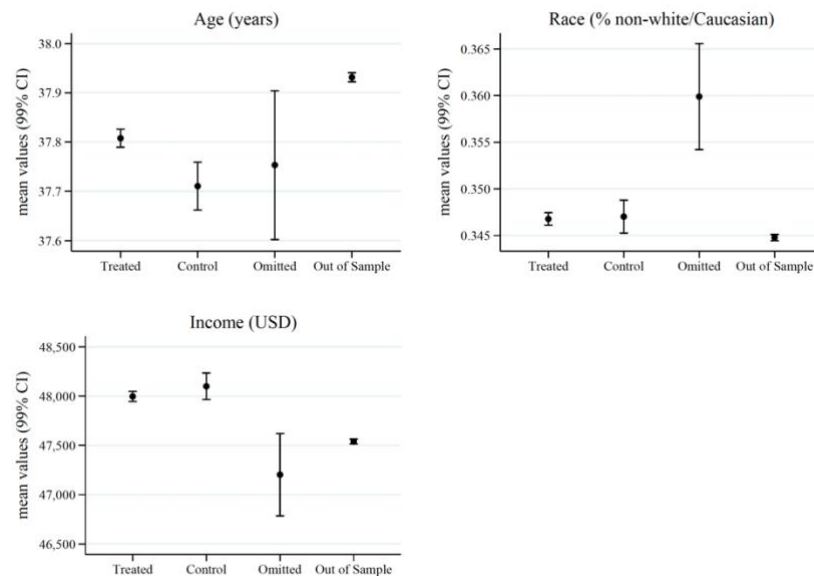 Age (years)
mean values (99% CI)
38.0
37.9
37.8
37.7
37.6
Treated
Control
Omitted
Out of Sample
Race (% non-white/Caucasian)
mean values (99% CI)
0.365
0.360
0.355
0.350
0.345
Treated
Control
Omitted
Out of Sample
Income (USD)
mean values (99% CI)
48,500
48,000
47,500
47,000
46,500
Treated
Control
Omitted
Out of Sample